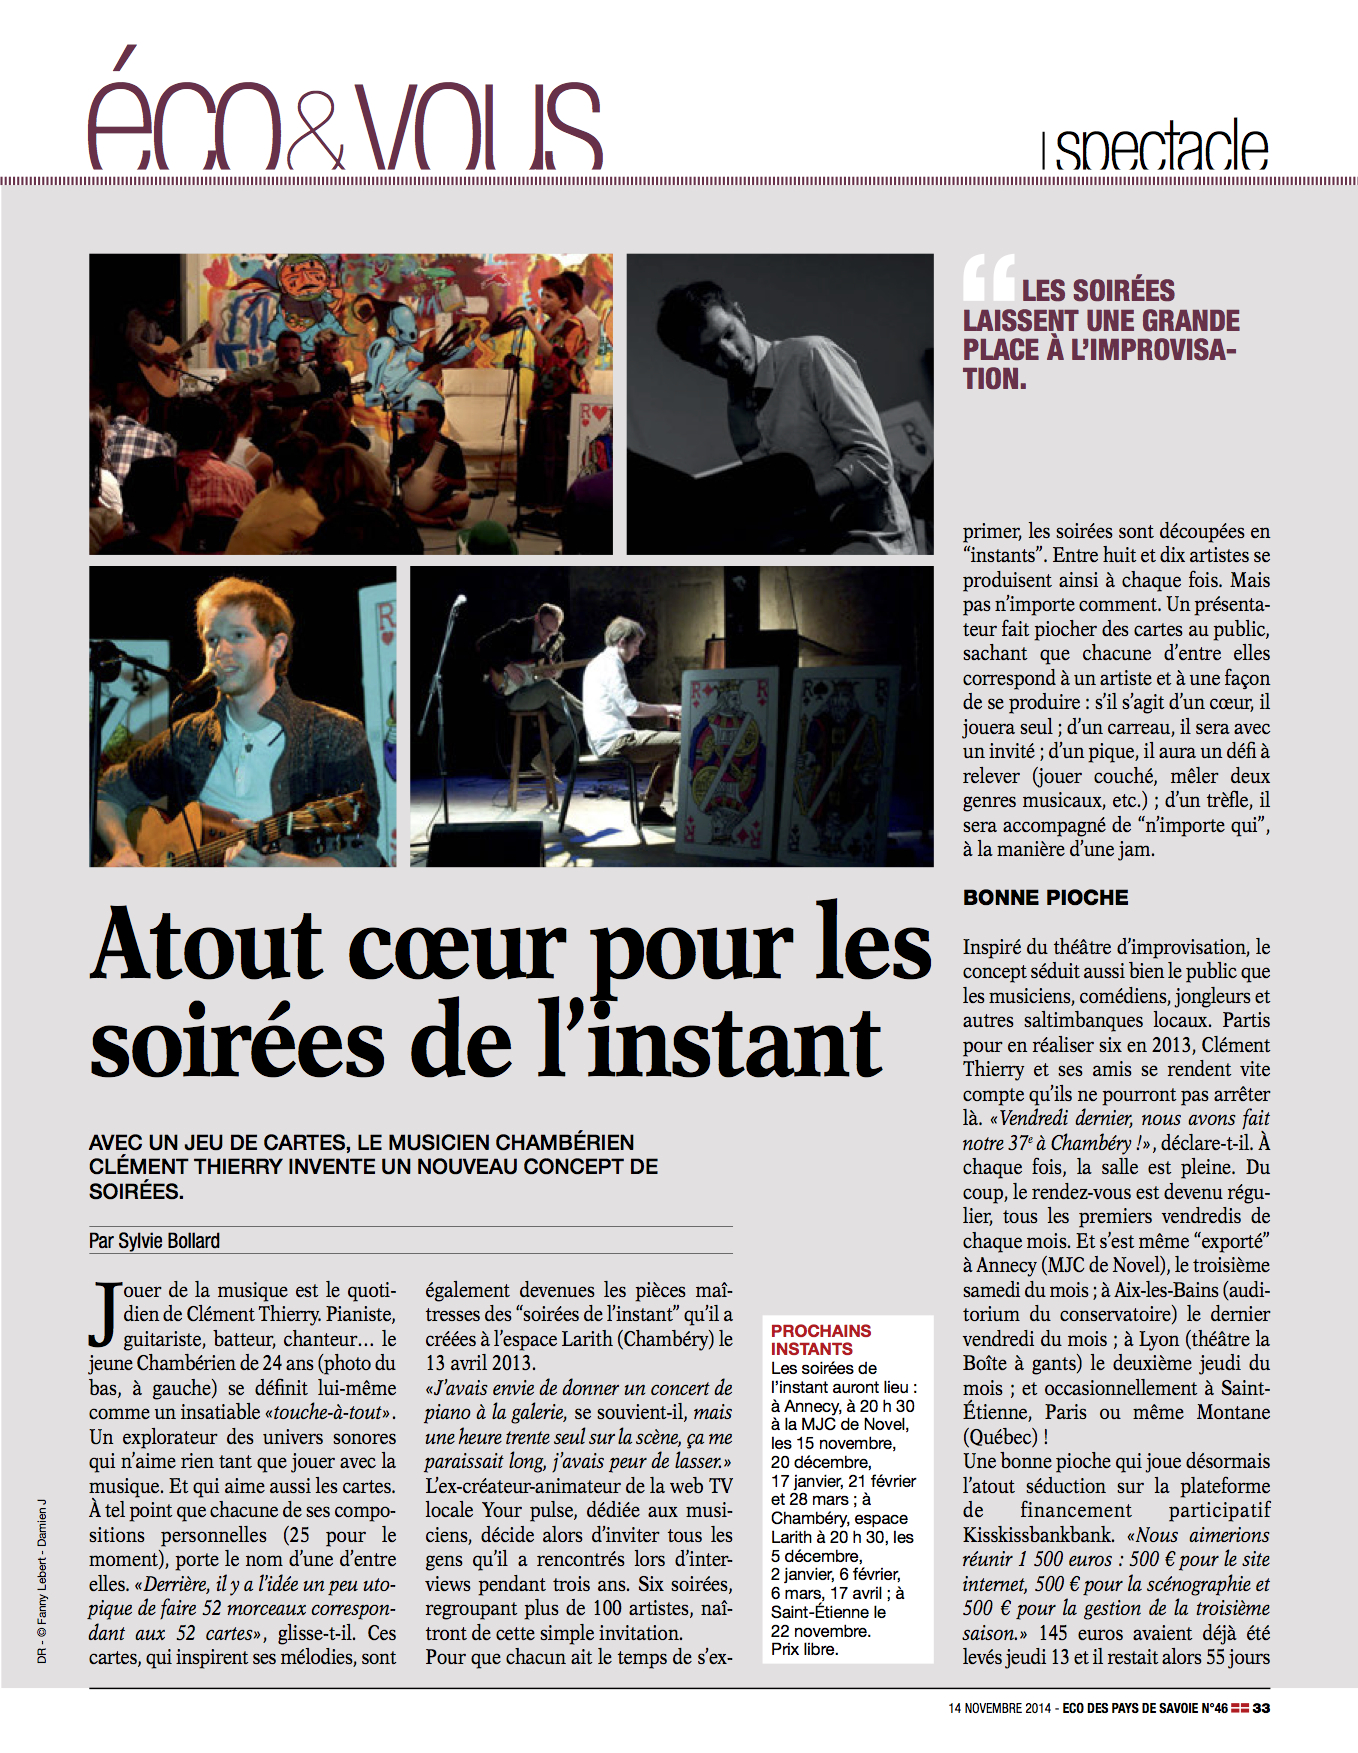 éco&vous
spectacle
“ LES SOIRÉES
LAISSENT UNE GRANDE
PLACE À L’IMPROVISA-
TION.
Atout cœur pour les
soirées de l’instant
AVEC UN JEU DE CARTES, LE MUSICIEN CHAMBÉRIEN
CLÉMENT THIERRY INVENTE UN NOUVEAU CONCEPT DE
SOIRÉES.
Par Sylvie Bollard
Jouer de la musique est le quoti-
dien de Clément Thierry. Pianiste,
guitariste, batteur, chanteur… le
jeune Chambérien de 24 ans (photo du
bas, à gauche) se définit lui-même
comme un insatiable «touche-à-tout».
Un explorateur des univers sonores
qui n’aime rien tant que jouer avec la
musique. Et qui aime aussi les cartes.
À tel point que chacune de ses compo-
sitions personnelles (25 pour le
moment), porte le nom d’une d’entre
elles. «Derrière, il y a l’idée un peu uto-
pique de faire 52 morceaux correspon-
dant aux 52 cartes», glisse-t-il. Ces
cartes, qui inspirent ses mélodies, sont
également devenues les pièces maî-
tresses des “soirées de l’instant” qu’il a
créées à l’espace Larith (Chambéry) le
13 avril 2013.
«J’avais envie de donner un concert de
piano à la galerie, se souvient-il, mais
une heure trente seul sur la scène, ça me
paraissait long, j’avais peur de lasser.»
L’ex-créateur-animateur de la web TV
locale Your pulse, dédiée aux musi-
ciens, décide alors d’inviter tous les
gens qu’il a rencontrés lors d’inter-
views pendant trois ans. Six soirées,
regroupant plus de 100 artistes, naî-
tront de cette simple invitation.
Pour que chacun ait le temps de s’ex-
PROCHAINS
INSTANTS
Les soirées de
l’instant auront lieu :
à Annecy, à 20 h 30
à la MJC de Novel,
les 15 novembre,
20 décembre,
17 janvier, 21 février
et 28 mars ; à
Chambéry, espace
Larith à 20 h 30, les
5 décembre,
2 janvier, 6 février,
6 mars, 17 avril ; à
Saint-Étienne le
22 novembre.
Prix libre.
primer, les soirées sont découpées en
“instants”. Entre huit et dix artistes se
produisent ainsi à chaque fois. Mais
pas n’importe comment. Un présenta-
teur fait piocher des cartes au public,
sachant que chacune d’entre elles
correspond à un artiste et à une façon
de se produire : s’il s’agit d’un cœur, il
jouera seul ; d’un carreau, il sera avec
un invité ; d’un pique, il aura un défi à
relever (jouer couché, mêler deux
genres musicaux, etc.) ; d’un trèfle, il
sera accompagné de “n’importe qui”,
à la manière d’une jam.
BONNE PIOCHE
Inspiré du théâtre d’improvisation, le
concept séduit aussi bien le public que
les musiciens, comédiens, jongleurs et
autres saltimbanques locaux. Partis
pour en réaliser six en 2013, Clément
Thierry et ses amis se rendent vite
compte qu’ils ne pourront pas arrêter
là. «Vendredi dernier, nous avons fait
notre 37e à Chambéry !», déclare-t-il. À
chaque fois, la salle est pleine. Du
coup, le rendez-vous est devenu régu-
lier, tous les premiers vendredis de
chaque mois. Et s’est même “exporté”
à Annecy (MJC de Novel), le troisième
samedi du mois ; à Aix-les-Bains (audi-
torium du conservatoire) le dernier
vendredi du mois ; à Lyon (théâtre la
Boîte à gants) le deuxième jeudi du
mois ; et occasionnellement à Saint-
Étienne, Paris ou même Montane
(Québec) !
Une bonne pioche qui joue désormais
l’atout séduction sur la plateforme
de financement participatif
Kisskissbankbank. «Nous aimerions
réunir 1 500 euros : 500 € pour le site
internet, 500 € pour la scénographie et
500 € pour la gestion de la troisième
saison.» 145 euros avaient déjà été
levés jeudi 13 et il restait alors 55 jours
DR - © Fanny Lebert - Damien J
14 NOVEMBRE 2014 - ECO DES PAYS DE SAVOIE N°46 33
R
R
R
R